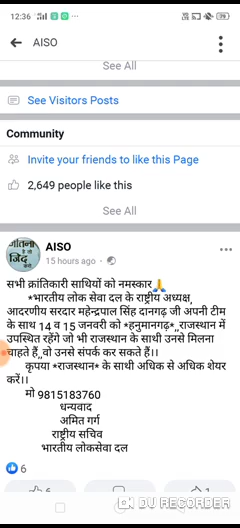 12:36
79
AISO
See All
See Visitors Posts
Community
Invite your friends to like this Page
2,649 people like this
See All
जीतना
है तो
जिद
करो
AISO
15 hours ago
सभी क्रांतिकारी साथियों को नमस्कार🙏
*भारतीय लोक सेवा दल के राष्ट्रीय अध्यक्ष,
आदरणीय सरदार महेन्द्रपाल सिंह दानगढ़ जी अपनी टीम
के साथ 14 व 15 जनवरी को *हनुमानगढ़*,,राजस्थान में
उपस्थित रहेंगे जो भी राजस्थान के साथी उनसे मिलना
चाहते हैं,,वो उनसे संपर्क कर सकते हैं।।
कृपया *राजस्थान* के साथी अधिक से अधिक शेयर
करें।।
मो 9815183760
धन्यवाद
अमित गर्ग
राष्ट्रीय सचिव
भारतीय लोकसेवा दल
6
DU RECORDER